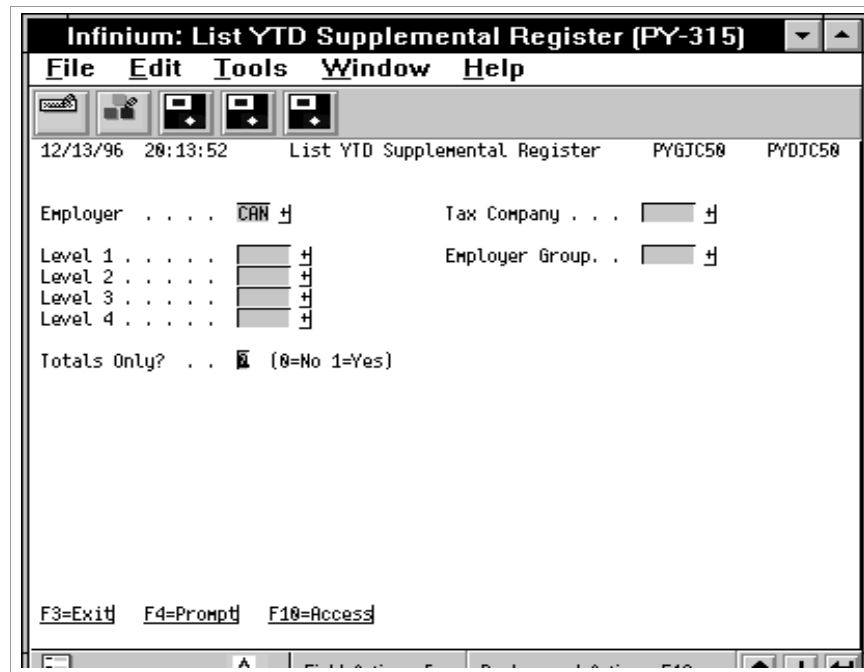 Infinium: List YTD Supplemental Register (PY-315)
File Edit Tools Window Help
12/13/96 20:13:52 List YTD Supplemental Register PYGJC50 PYDJC50
Employer . . . . CAN + Tax Company . . . +
Level 1 . . . . . + Employer Group. . +
Level 2 . . . . . +
Level 3 . . . . . +
Level 4 . . . . . +
Totals Only? . . (0=No 1=Yes)
F3=Exit F4=Prompt F10=Access